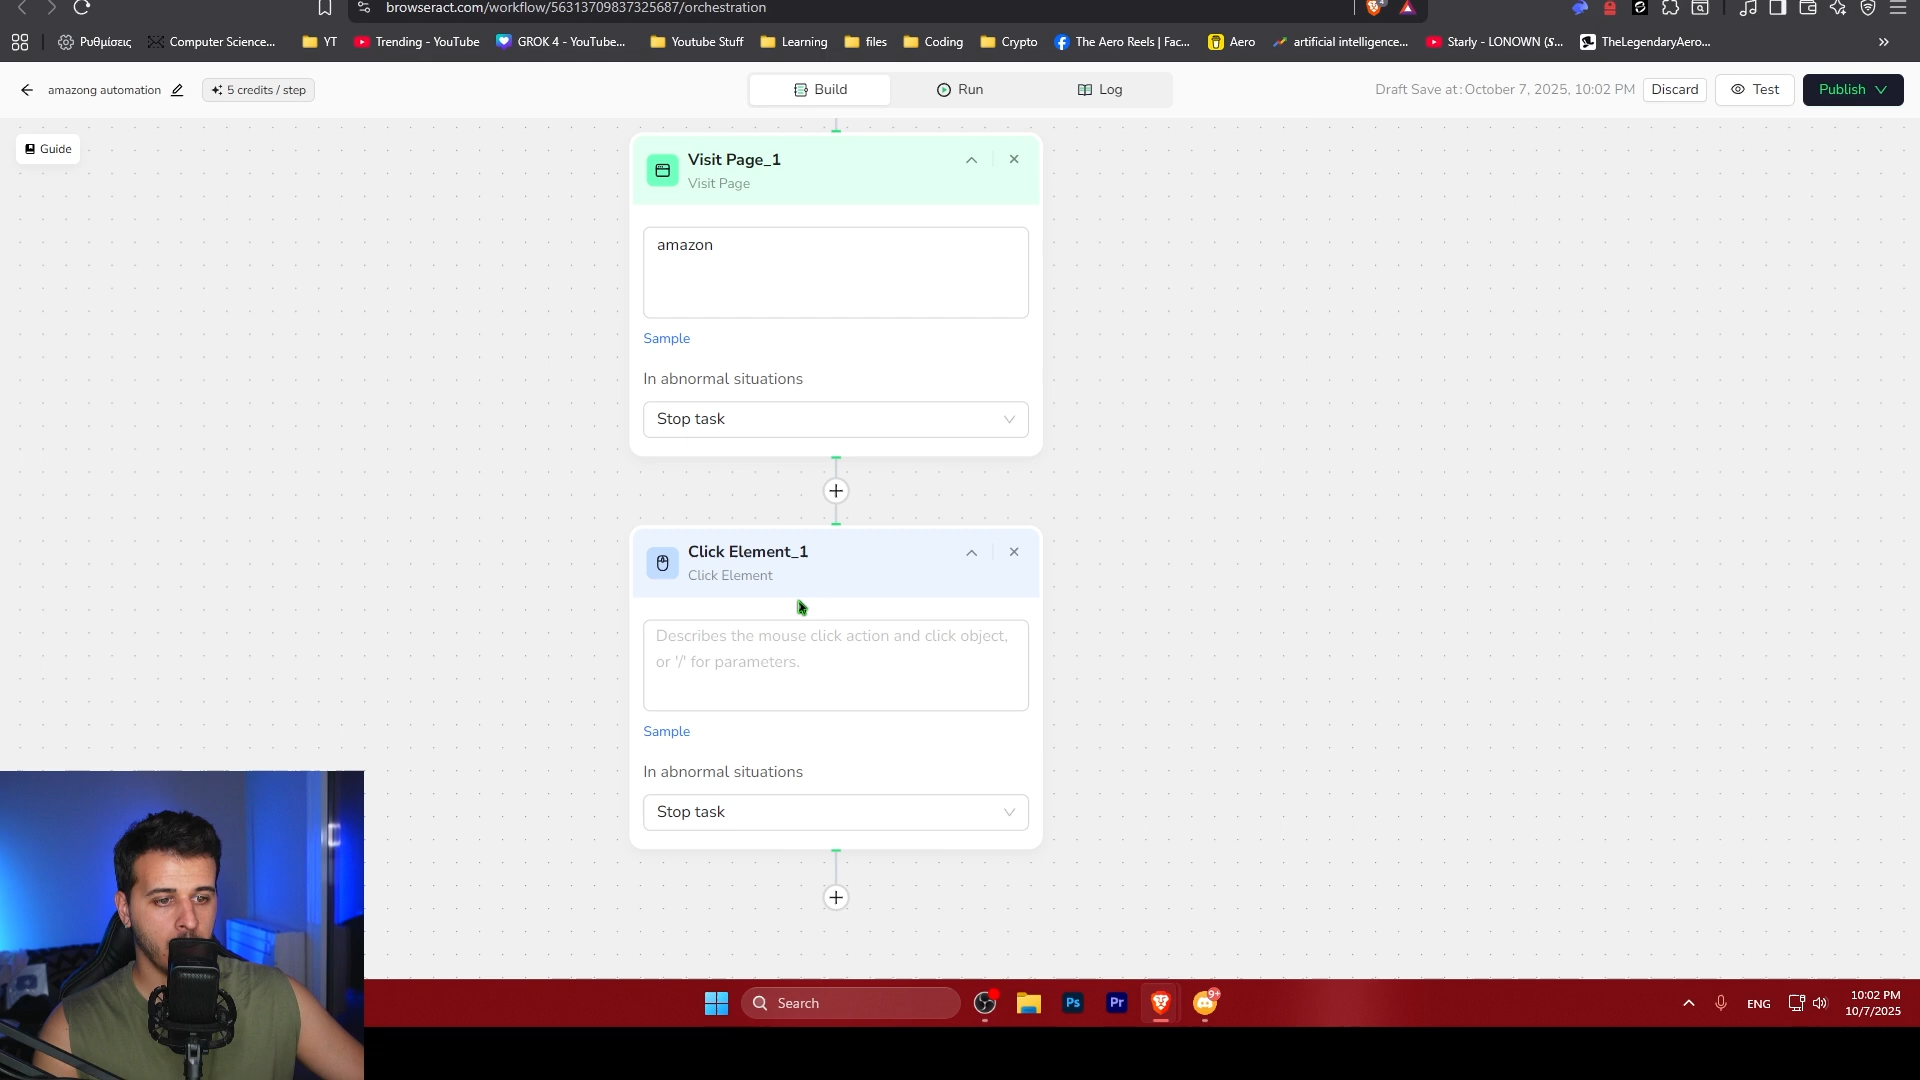 browseract.com/workflow/56313709837325687/orchestration
Ρυθμίσεις
Computer Science...
YT
Trending - YouTube
GROK 4 - YouTube...
Youtube Stuff
Learning
files
Coding
Crypto
The Aero Reels | Fac...
Aero
artificial intelligence...
Starly - LONOWN (𝑺...
TheLegendaryAero...
amazong automation
5 credits / step
Build
Run
Log
Draft Save at: October 7, 2025, 10:02 PM
Discard
Test
Publish
Guide
Visit Page_1
Visit Page
amazon
Sample
In abnormal situations
Stop task
Click Element_1
Click Element
Describes the mouse click action and click object,
or '/' for parameters.
Sample
In abnormal situations
Stop task
Search
Ps
Pr
9+
ENG
10:02 PM
10/7/2025